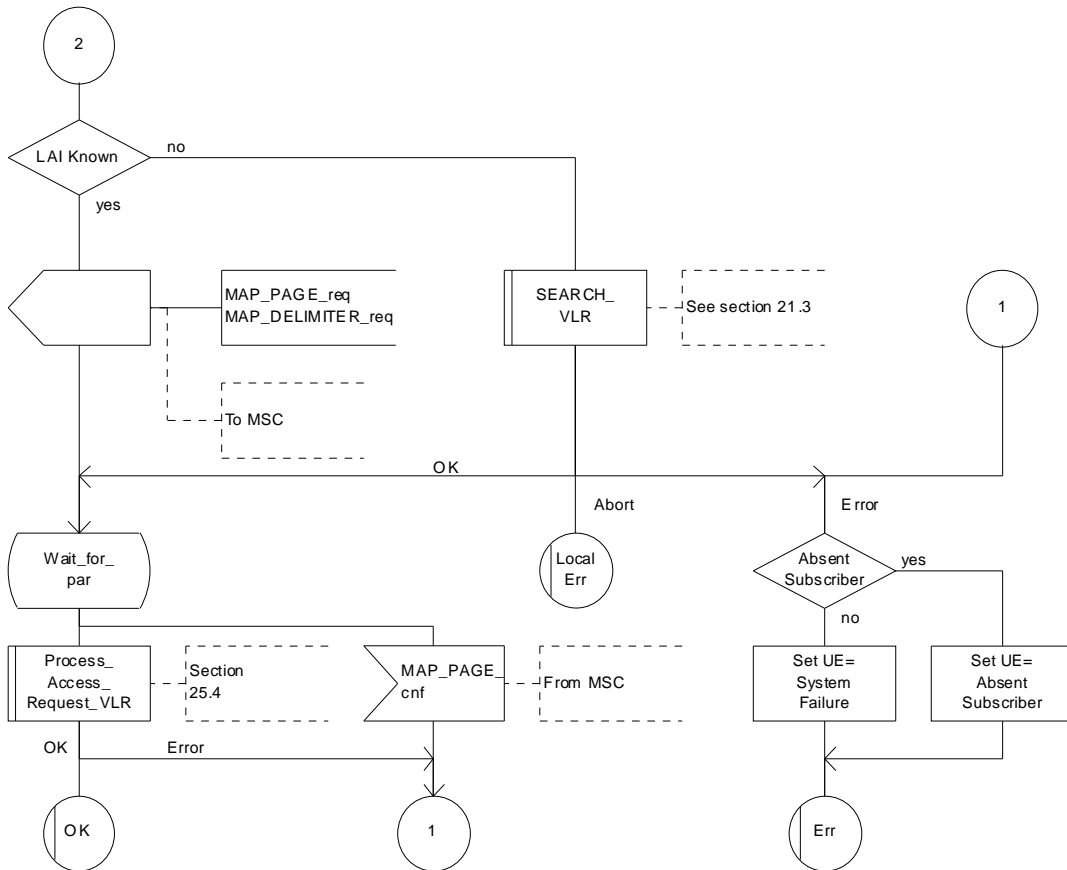 2
LAI Known
no
yes
MAP_PAGE_req
MAP_DELIMITER_req
SEARCH_
VLR
See section 21.3
1
To MSC
OK
Abort
Error
Wait_for_
par
Local
Err
Absent
Subscriber
yes
no
Process_
Access_
Request_VLR
Section
25.4
MAP_PAGE_
cnf
From MSC
Set UE=
System
Failure
Set UE=
Absent
Subscriber
OK
Error
OK
1
Err